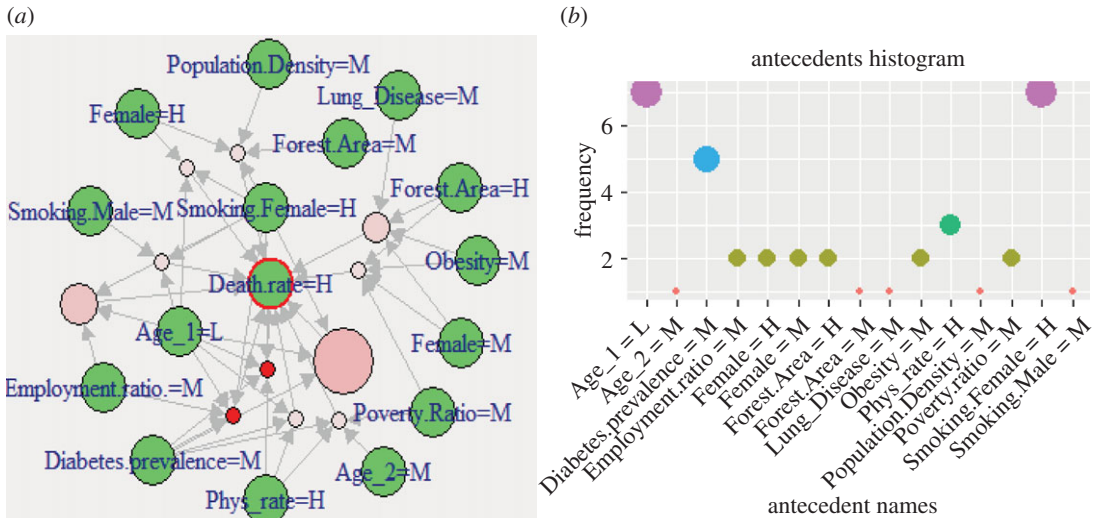 (a)
Population.Density=M
Lung_Disease=M
Female=H
Forest.Area=M
Forest.Area=H
Smoking.Male=M
Smoking.Female=H
Obesity=M
Death.rate=H
Age_1=L
Female=M
Employment.ratio.=M
Poverty.Ratio=M
Diabetes.prevalence=M
Age_2=M
Phys_rate=H
(b)
antecedents histogram
frequency
6
4
2
Age_1 = L
Age_2 = M
Diabetes.prevalence = M
Employment.ratio = M
Female = H
Female = M
Forest.Area = H
Forest.Area = M
Lung_Disease = M
Obesity = M
Phys_rate = H
Population.Density = M
Poverty.ratio = M
Smoking.Female = H
Smoking.Male = M
antecedent names